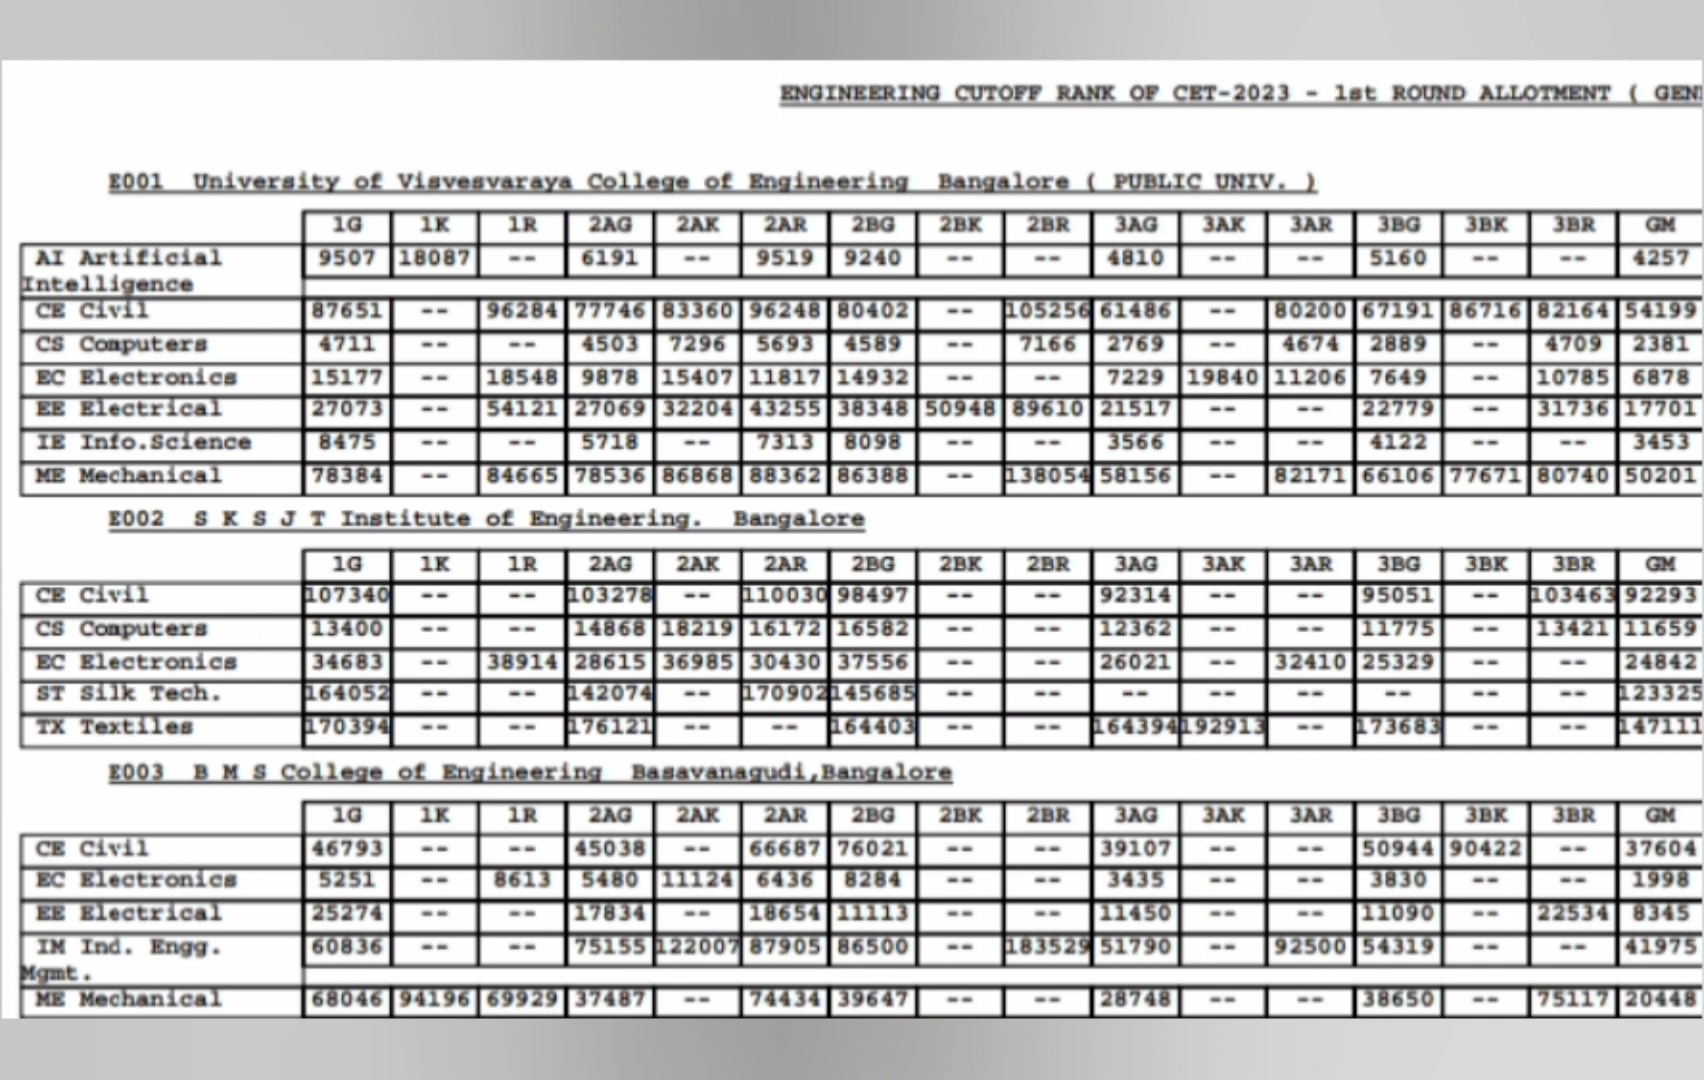 ENGINEERING CUTOFF RANK OF CET-2023 - 1st ROUND ALLOTMENT ( GEN
E001 University of Visvesvaraya College of Engineering Bangalore ( PUBLIC UNIV. )
1G 1K 1R 2AG 2AK 2AR 2BG 2BK 2BR 3AG 3AK 3AR 3BG 3BK 3BR GM
AI Artificial 9507 18087 -- 6191 -- 9519 9240 -- -- 4810 -- -- 5160 -- -- 4257
Intelligence
CE Civil 87651 -- 96284 77746 83360 96248 80402 -- 105256 61486 -- 80200 67191 86716 82164 54199
CS Computers 4711 -- -- 4503 7296 5693 4589 -- 7166 2769 -- 4674 2889 -- 4709 2381
EC Electronics 15177 -- 18548 9878 15407 11817 14932 -- -- 7229 19840 11206 7649 -- 10785 6878
EE Electrical 27073 -- 54121 27069 32204 43255 38348 50948 89610 21517 -- -- 22779 -- 31736 17701
IE Info.Science 8475 -- -- 5718 -- 7313 8098 -- -- 3566 -- -- 4122 -- -- 3453
ME Mechanical 78384 -- 84665 78536 86868 88362 86388 -- 138054 58156 -- 82171 66106 77671 80740 50201
E002 S K S J T Institute of Engineering. Bangalore
1G 1K 1R 2AG 2AK 2AR 2BG 2BK 2BR 3AG 3AK 3AR 3BG 3BK 3BR GM
CE Civil 107340 -- -- 103278 -- 110030 98497 -- -- 92314 -- -- 95051 -- 103463 92293
CS Computers 13400 -- -- 14868 18219 16172 16582 -- -- 12362 -- -- 11775 -- 13421 11659
EC Electronics 34683 -- 38914 28615 36985 30430 37556 -- -- 26021 -- 32410 25329 -- -- 24842
ST Silk Tech. 164052 -- -- 142074 -- 170902 145685 -- -- -- -- -- -- -- -- 123325
TX Textiles 170394 -- -- 176121 -- -- 164403 -- -- 164394 192913 -- 173683 -- -- 147111
E003 B M S College of Engineering Basavanagudi,Bangalore
1G 1K 1R 2AG 2AK 2AR 2BG 2BK 2BR 3AG 3AK 3AR 3BG 3BK 3BR GM
CE Civil 46793 -- -- 45038 -- 66687 76021 -- -- 39107 -- -- 50944 90422 -- 37604
EC Electronics 5251 -- 8613 5480 11124 6436 8284 -- -- 3435 -- -- 3830 -- -- 1998
EE Electrical 25274 -- -- 17834 -- 18654 11113 -- -- 11450 -- -- 11090 -- 22534 8345
IM Ind. Engg. 60836 -- -- 75155 122007 87905 86500 -- 183529 51790 -- 92500 54319 -- -- 41975
Mgmt.
ME Mechanical 68046 94196 69929 37487 -- 74434 39647 -- -- 28748 -- -- 38650 -- 75117 20448